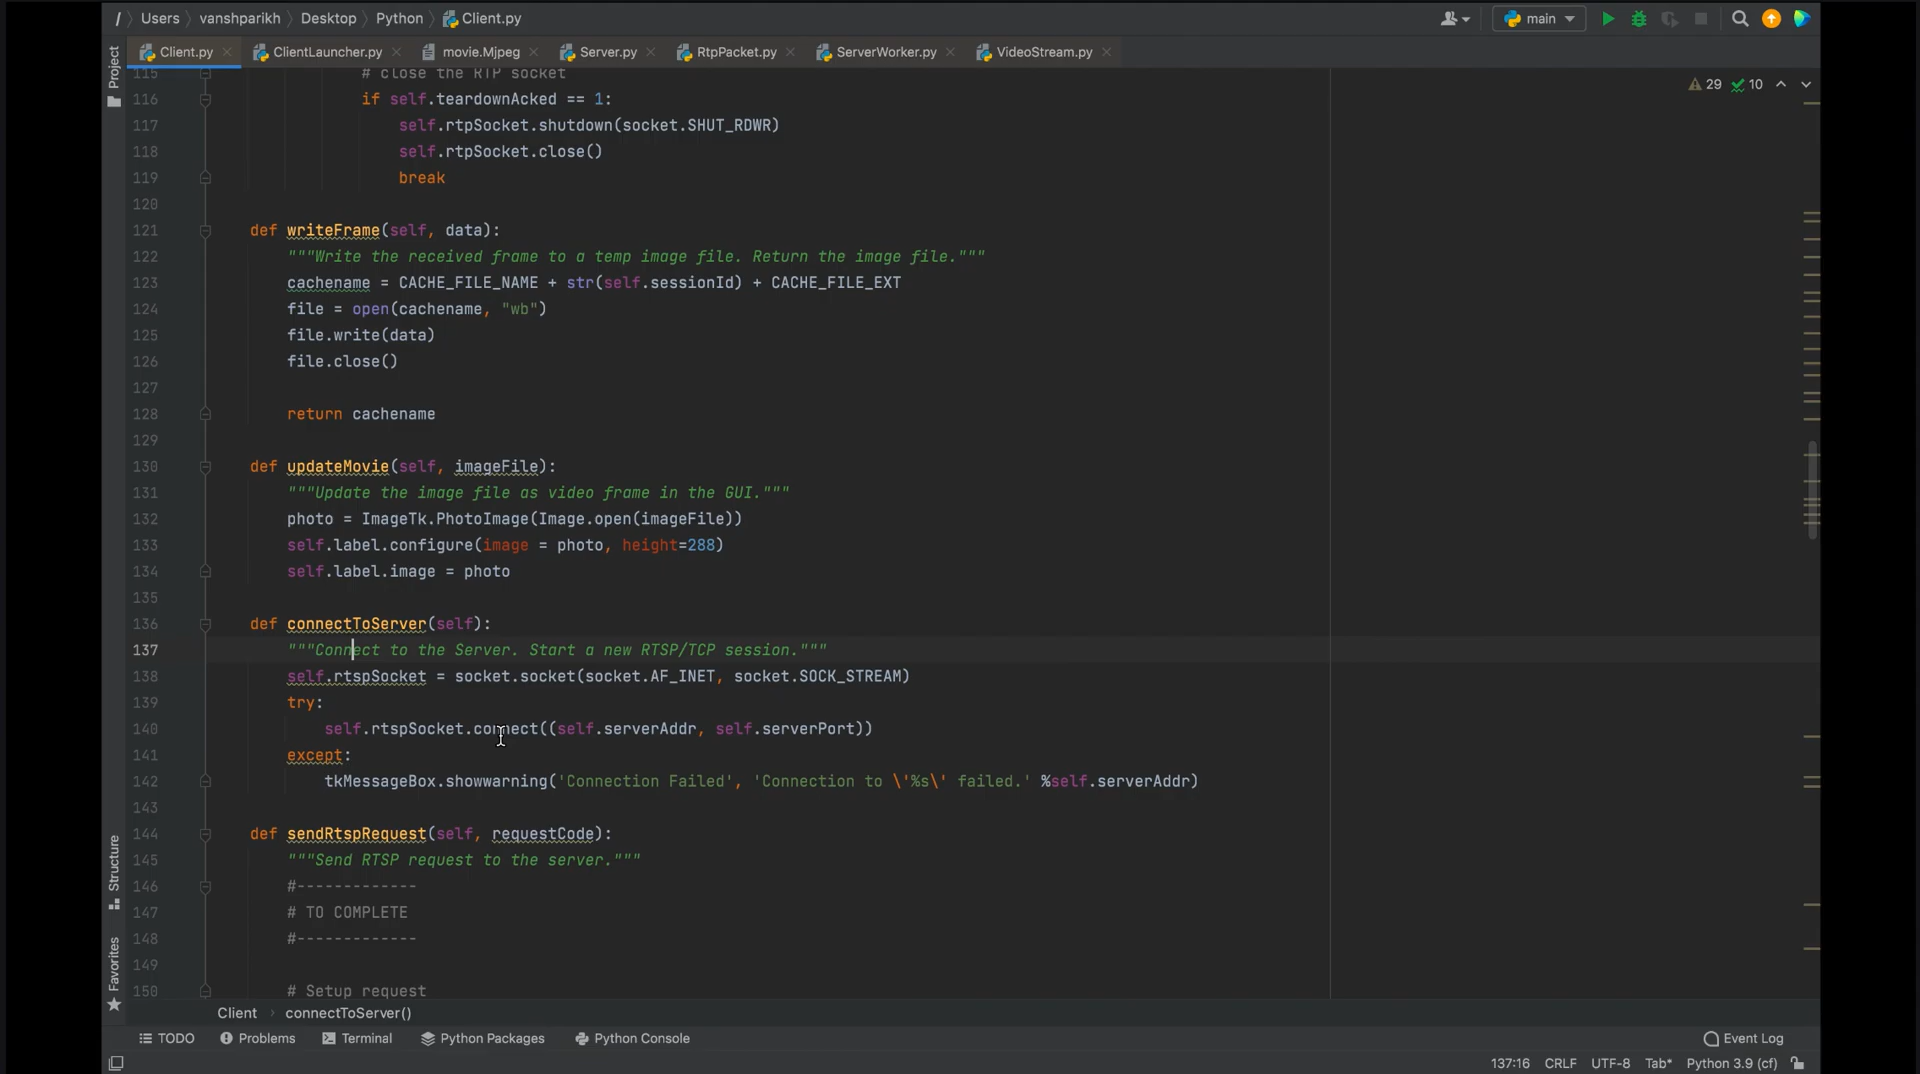 / Users vanshparikh Desktop Python Client.py main
Client.py ClientLauncher.py movie.Mjpeg Server.py RtpPacket.py ServerWorker.py VideoStream.py
Project
29 10
115 # close the RTP socket
116 if self.teardownAcked == 1:
117 self.rtpSocket.shutdown(socket.SHUT_RDWR)
118 self.rtpSocket.close()
119 break
120
121 def writeFrame(self, data):
122 """Write the received frame to a temp image file. Return the image file."""
123 cachename = CACHE_FILE_NAME + str(self.sessionId) + CACHE_FILE_EXT
124 file = open(cachename, "wb")
125 file.write(data)
126 file.close()
127
128 return cachename
129
130 def updateMovie(self, imageFile):
131 """Update the image file as video frame in the GUI."""
132 photo = ImageTk.PhotoImage(Image.open(imageFile))
133 self.label.configure(image = photo, height=288)
134 self.label.image = photo
135
136 def connectToServer(self):
137 """Connect to the Server. Start a new RTSP/TCP session."""
138 self.rtspSocket = socket.socket(socket.AF_INET, socket.SOCK_STREAM)
139 try:
140 self.rtspSocket.connect((self.serverAddr, self.serverPort))
141 except:
142 tkMessageBox.showwarning('Connection Failed', 'Connection to \'%s\' failed.' %self.serverAddr)
143
144 def sendRtspRequest(self, requestCode):
145 """Send RTSP request to the server."""
146 #-------------
147 # TO COMPLETE
148 #-------------
149
150 # Setup request
Structure
Favorites
Client connectToServer()
TODO Problems Terminal Python Packages Python Console Event Log
137:16 CRLF UTF-8 Tab* Python 3.9 (cf)